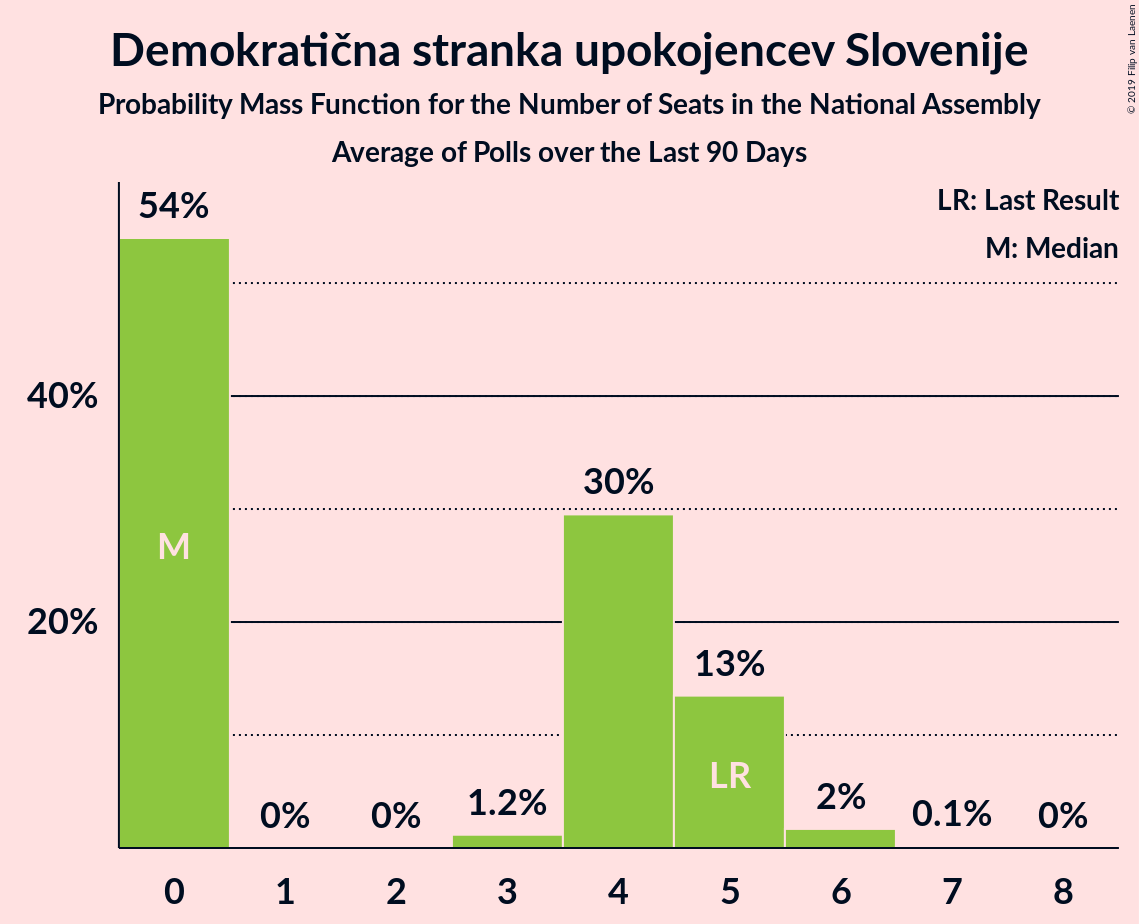 Demokratična stranka upokojencev Slovenije
Probability Mass Function for the Number of Seats in the National Assembly
Average of Polls over the Last 90 Days
© 2019 Filip van Laenen
LR: Last Result
M: Median
54%
40%
30%
M
20%
13%
LR
0%
0%
1.2%
2%
0.1%
0%
0
1
2
3
4
5
6
7
8